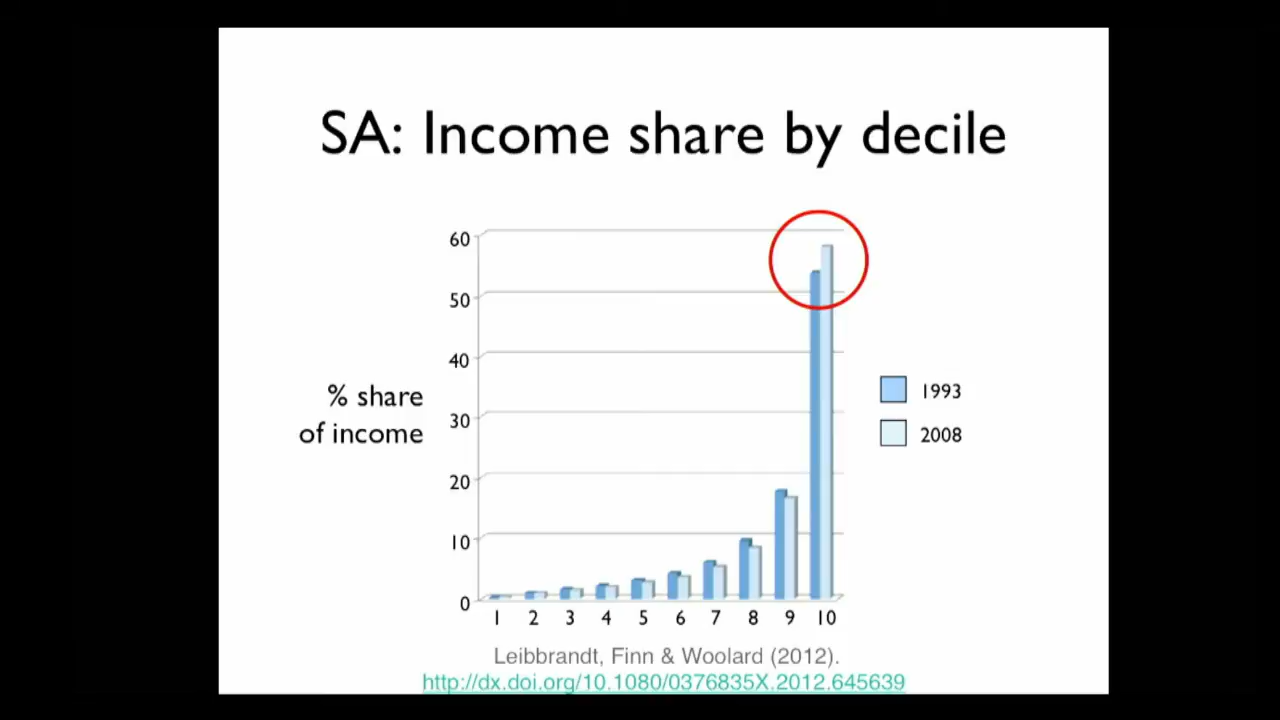 SA: Income share by decile
60
50
40
30
20
10
0
% share
of income
1993
2008
1 2 3 4 5 6 7 8 9 10
Leibbrandt, Finn & Woolard (2012).
http://dx.doi.org/10.1080/0376835X.2012.645639